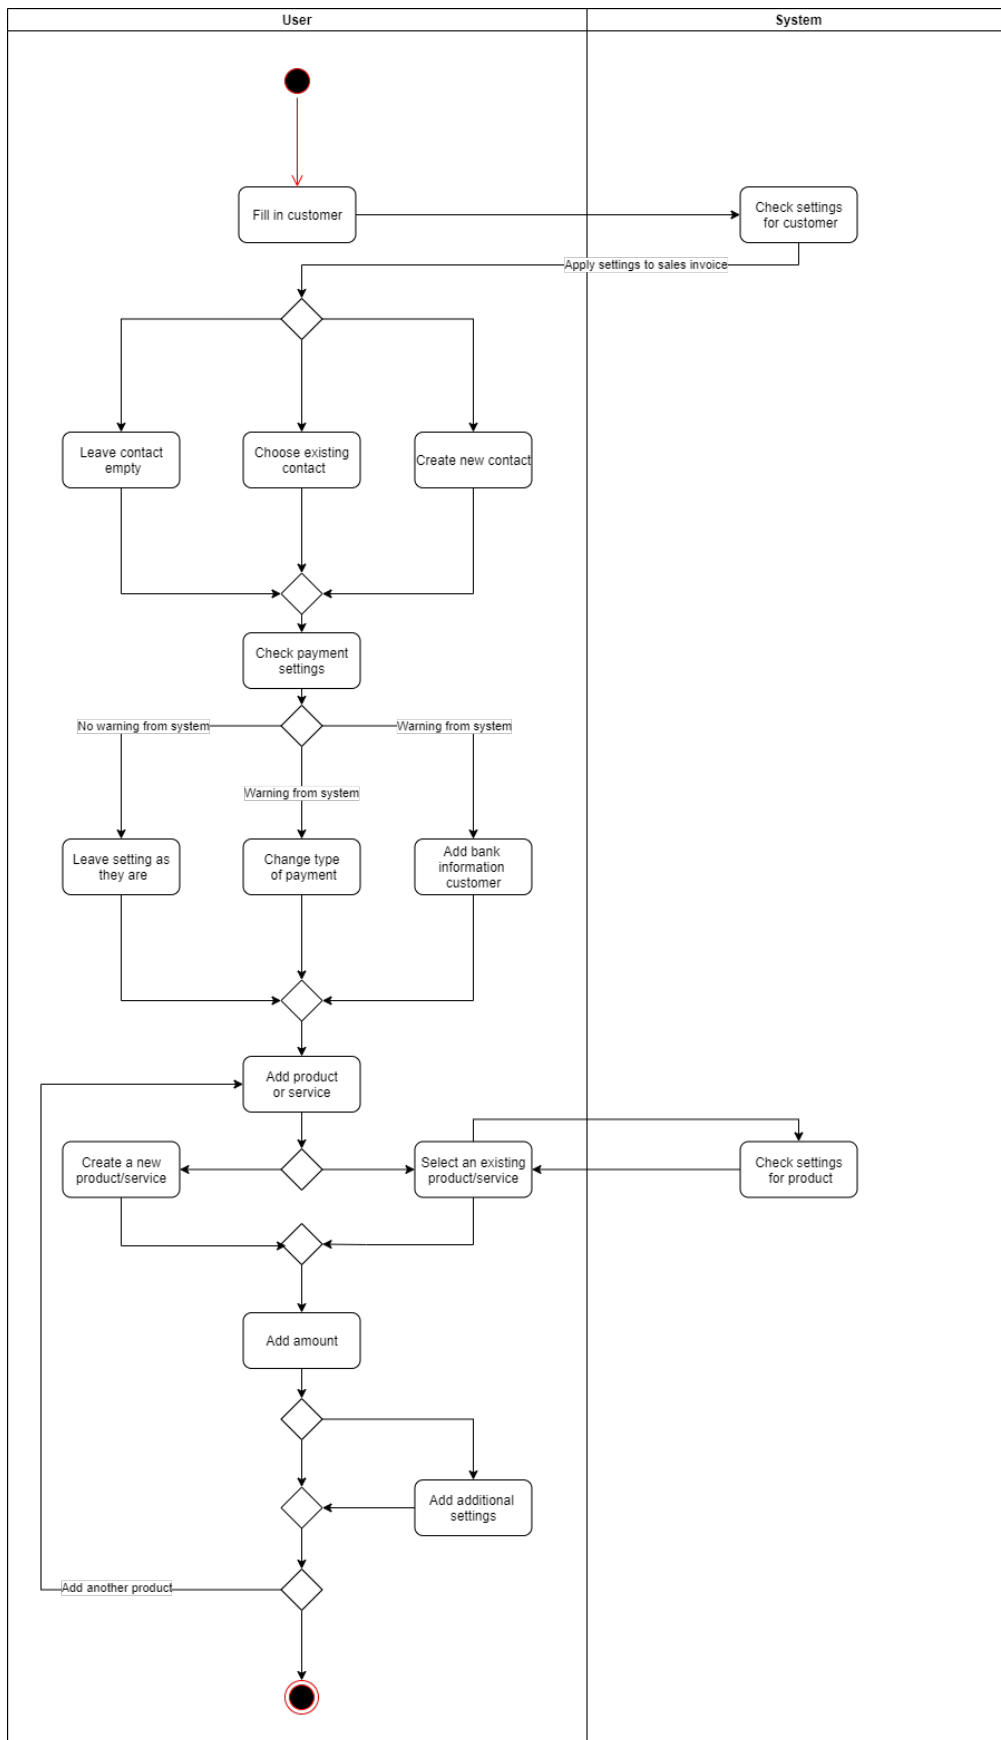 User
System
Fill in customer
Check settings
for customer
Apply settings to sales invoice
Leave contact
empty
Choose existing
contact
Create new contact
Check payment
settings
No warning from system
Warning from system
Warning from system
Leave setting as
they are
Change type
of payment
Add bank
information
customer
Add product
or service
Create a new
product/service
Select an existing
product/service
Check settings
for product
Add amount
Add additional
settings
Add another product